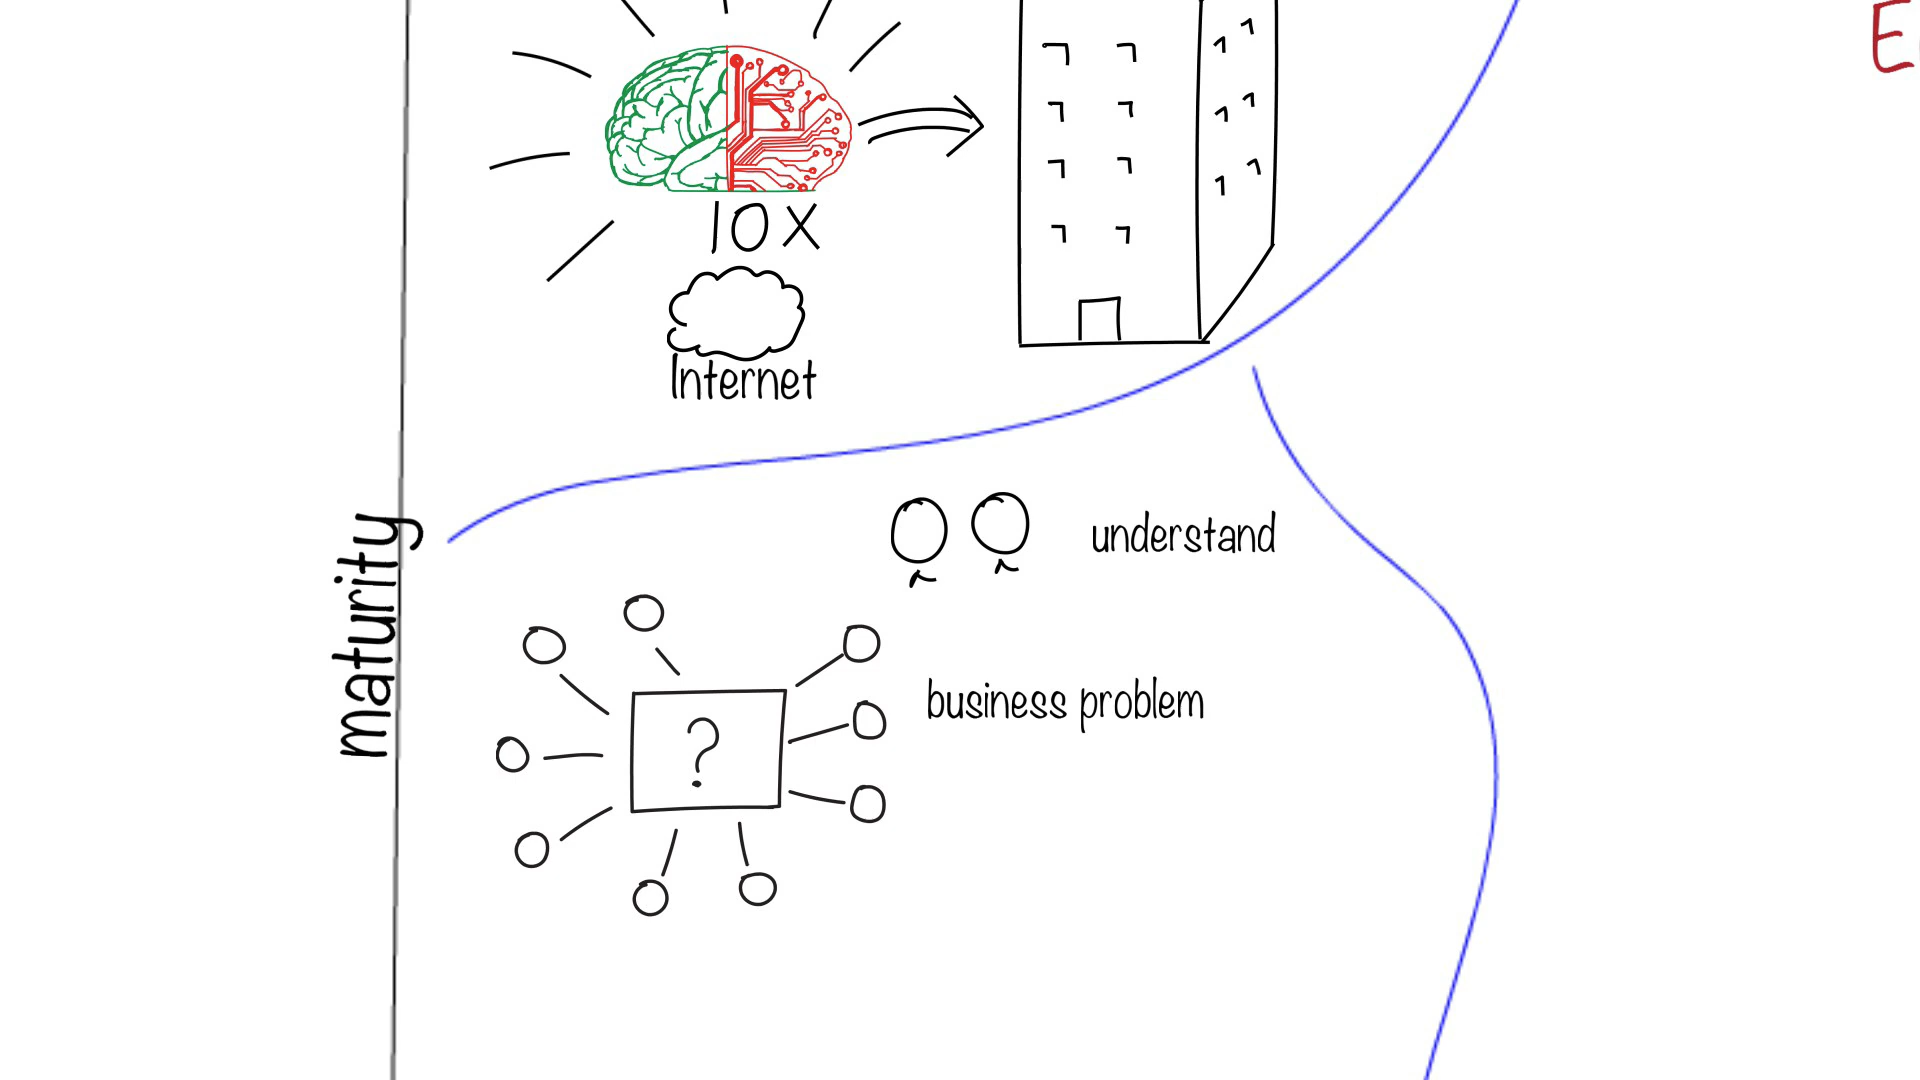 10X
Internet
maturity
understand
?
business problem